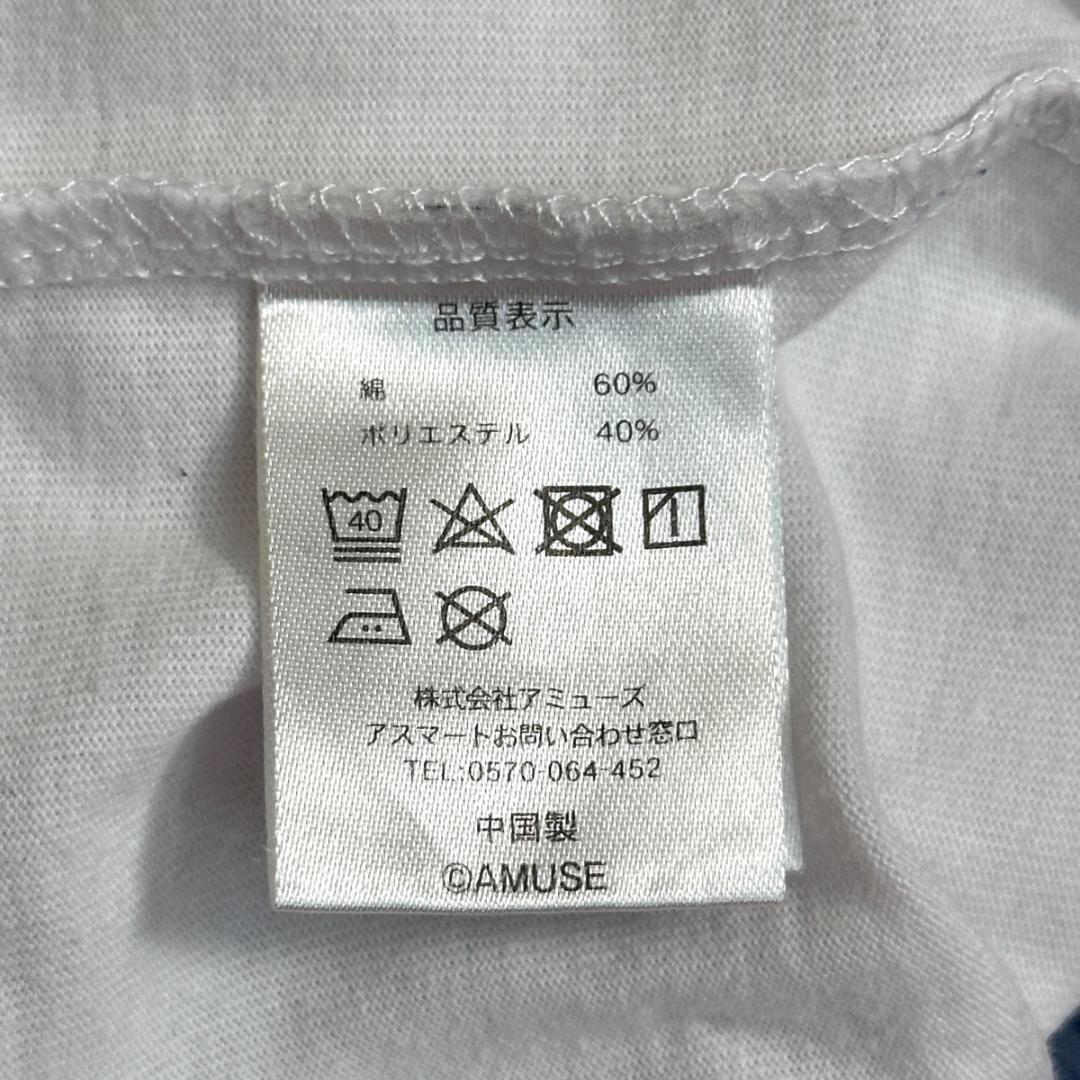 品質表示
綿 60%
ポリエステル 40%
40
株式会社アミューズ
アスマートお問い合わせ窓口
TEL:0570-064-452
中国製
©AMUSE